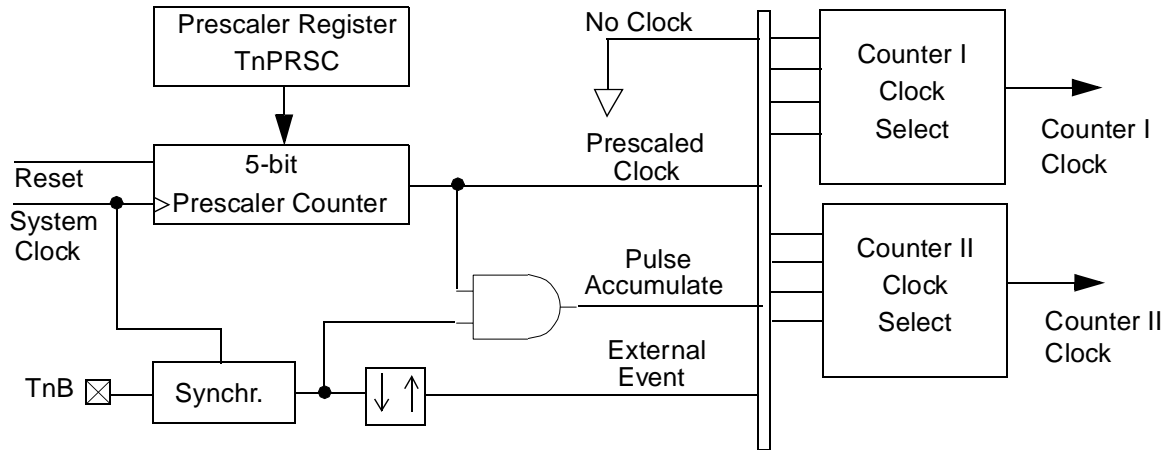 Prescaler Register
TnPRSC
No Clock
Counter I
Clock
Select
Counter I
Clock
5-bit
Prescaler Counter
Reset
System
Clock
Prescaled
Clock
Counter II
Clock
Select
Counter II
Clock
Pulse
Accumulate
External
Event
TnB
Synchr.